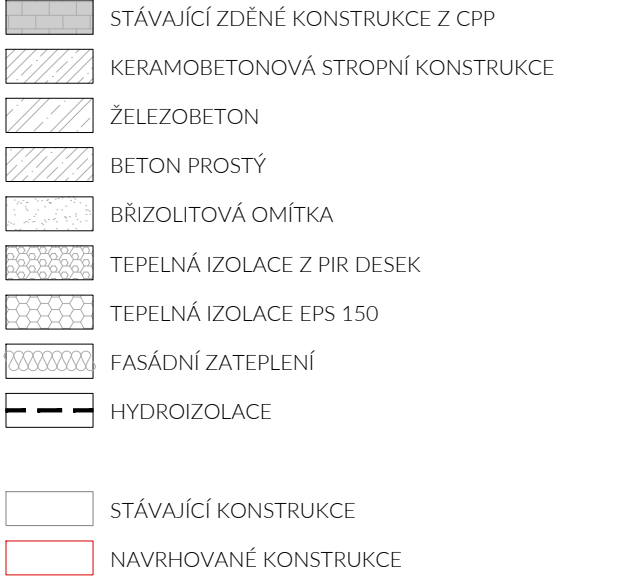 STÁVAJÍCÍ ZDĚNÉ KONSTRUKCE Z CPP
KERAMOBETONOVÁ STROPNÍ KONSTRUKCE
ŽELEZOBETON
BETON PROSTÝ
BŘIZOLITOVÁ OMÍTKA
TEPELNÁ IZOLACE Z PIR DESEK
TEPELNÁ IZOLACE EPS 150
FASÁDNÍ ZATEPLENÍ
HYDROIZOLACE
STÁVAJÍCÍ KONSTRUKCE
NAVRHOVANÉ KONSTRUKCE